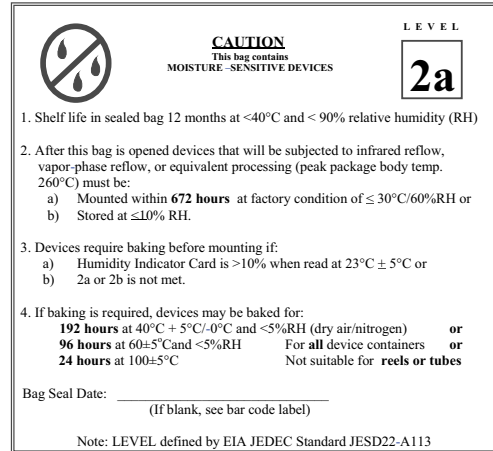 L E V E L
CAUTION
This bag contains
MOISTURE –SENSITIVE DEVICES
2a
1. Shelf life in sealed bag 12 months at <40°C and < 90% relative humidity (RH)
2. After this bag is opened devices that will be subjected to infrared reflow,
vapor-phase reflow, or equivalent processing (peak package body temp.
260°C) must be:
a) Mounted within 672 hours at factory condition of ≤ 30°C/60%RH or
b) Stored at ≤10% RH.
3. Devices require baking before mounting if:
a) Humidity Indicator Card is >10% when read at 23°C ± 5°C or
b) 2a or 2b is not met.
4. If baking is required, devices may be baked for:
192 hours at 40°C + 5°C/-0°C and <5%RH (dry air/nitrogen) or
96 hours at 60±5°Cand <5%RH For all device containers or
24 hours at 100±5°C Not suitable for reels or tubes
Bag Seal Date: ______________________________
(If blank, see bar code label)
Note: LEVEL defined by EIA JEDEC Standard JESD22-A113